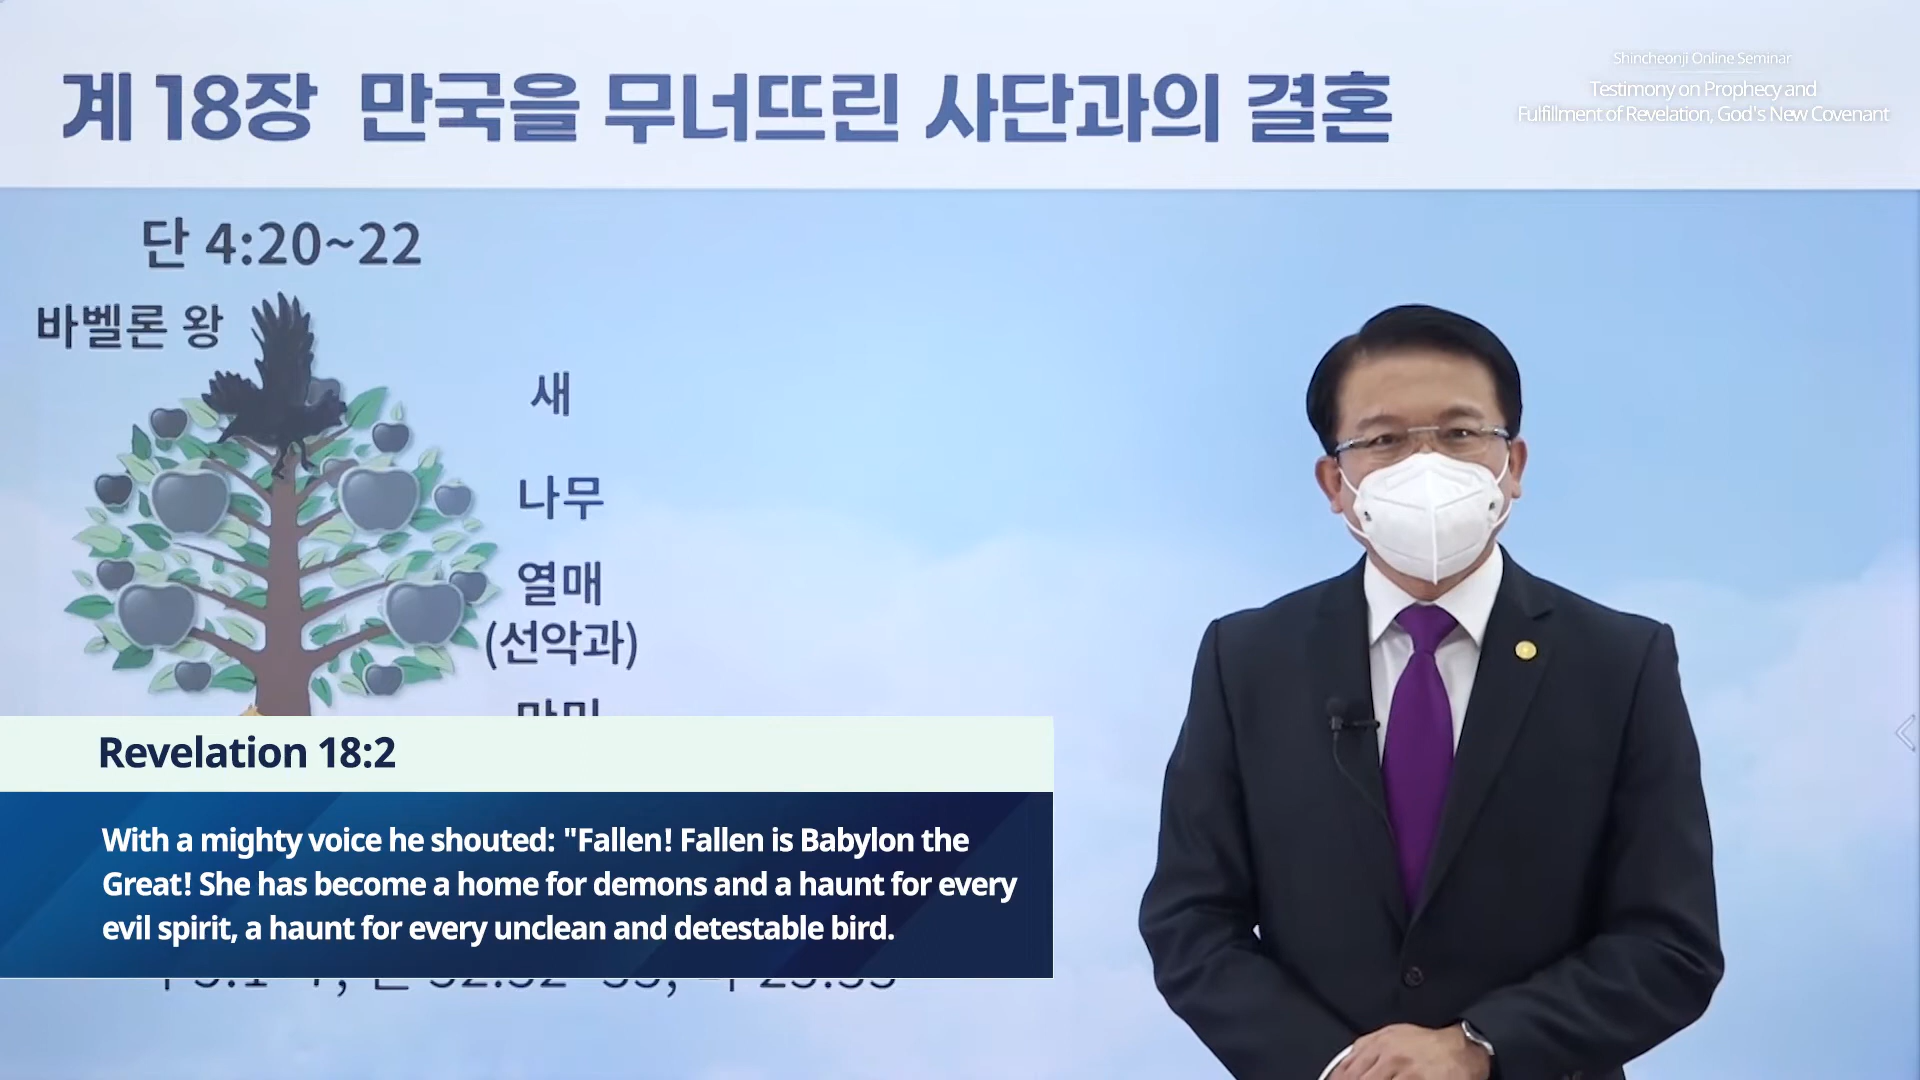 계 18장 만국을 무너뜨린 사단과의 결혼
Shincheonji Online Seminar
Testimony on Prophecy and
Fulfillment of Revelation, God's New Covenant
단 4:20~22
바벨론 왕
새
나무
열매
(선악과)
Revelation 18:2
With a mighty voice he shouted: "Fallen! Fallen is Babylon the
Great! She has become a home for demons and a haunt for every
evil spirit, a haunt for every unclean and detestable bird.